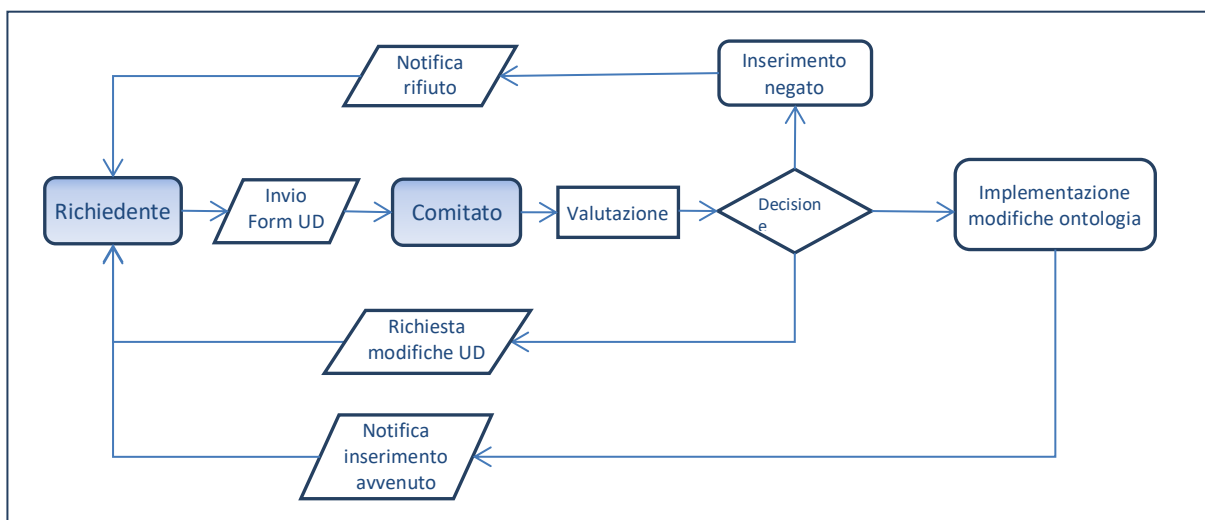 Notifica
rifiuto
Inserimento
negato
Richiedente
Invio
Form UD
Comitato
Valutazione
Decision
e
Implementazione
modifiche ontologia
Richiesta
modifiche UD
Notifica
inserimento
avvenuto